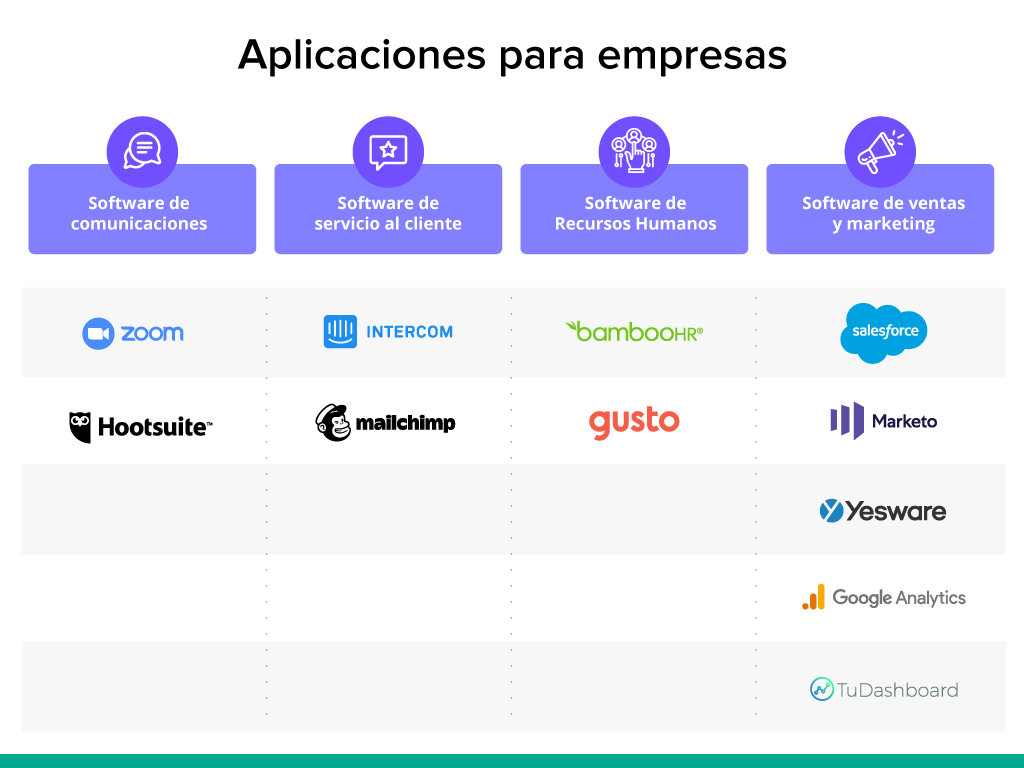 Aplicaciones para empresas
Software de
comunicaciones
Software de
servicio al cliente
Software de
Recursos Humanos
Software de ventas
y marketing
zoom
INTERCOM
bambooHR®
salesforce
Hootsuite™
mailchimp
gusto
Marketo
Yesware
Google Analytics
TuDashboard